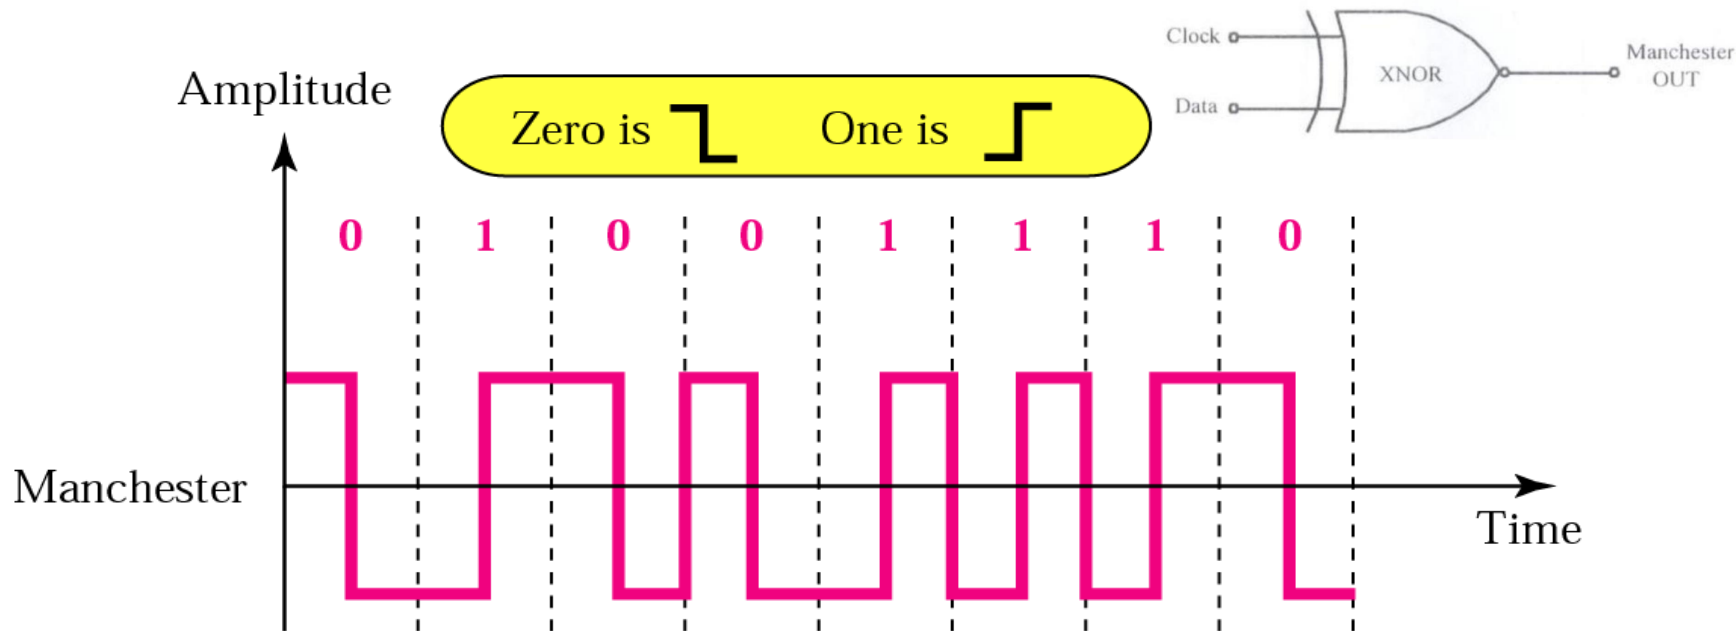 Clock
XNOR
Manchester
OUT
Data
Amplitude
Zero is One is
0 1 0 0 1 1 1 0
Manchester
Time